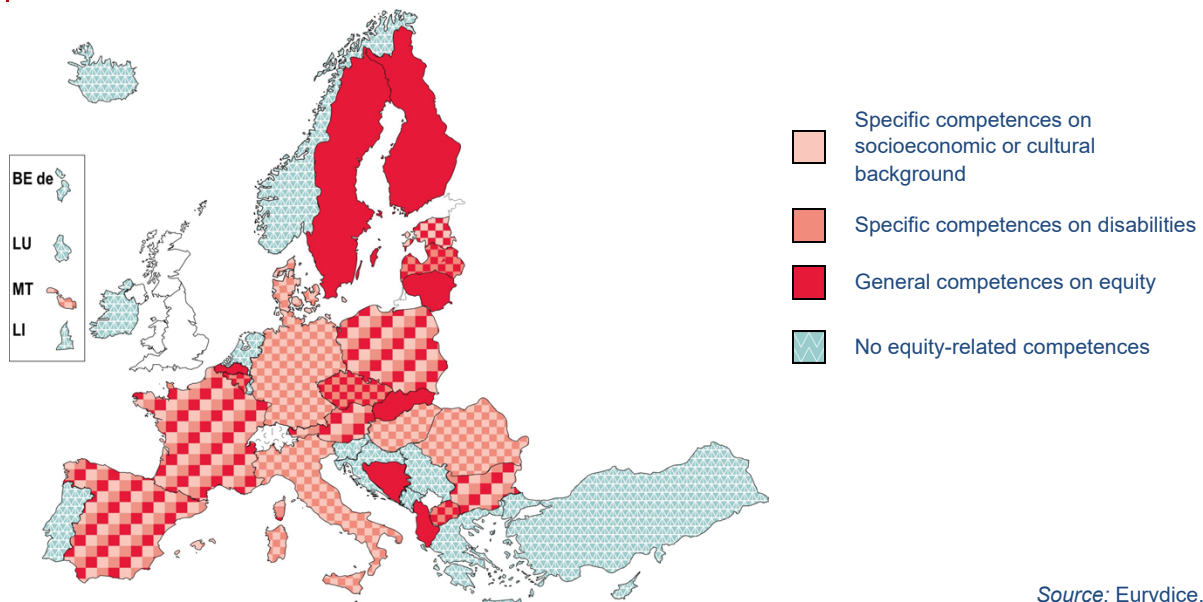 BE de
LU
MT
LI
Specific competences on
socioeconomic or cultural
background
Specific competences on disabilities
General competences on equity
No equity-related competences
Source: Eurydice.